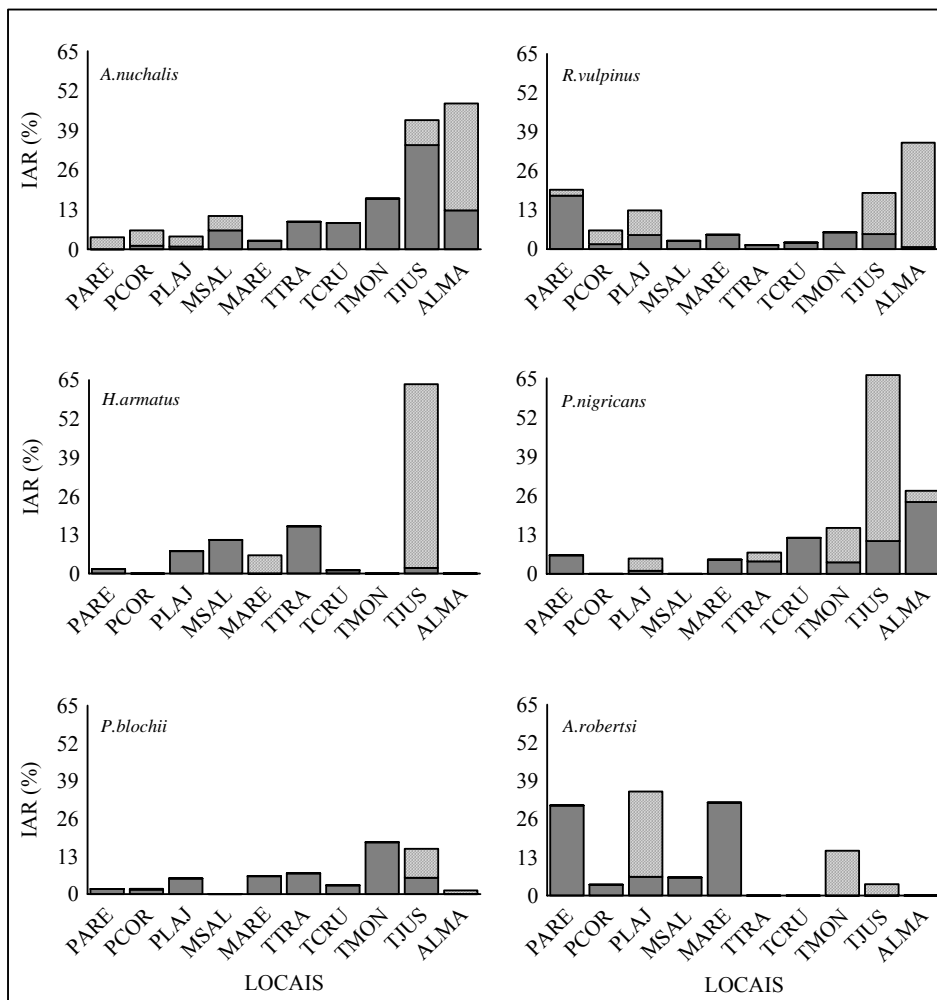 A.nuchalis
IAR (%)
65
52
39
26
13
0
PARE
PCOR
PLAJ
MSAL
MARE
TTRA
TCRU
TMON
TJUS
ALMA
R.vulpinus
65
52
39
26
13
0
PARE
PCOR
PLAJ
MSAL
MARE
TTRA
TCRU
TMON
TJUS
ALMA
H.armatus
IAR (%)
65
52
39
26
13
0
PARE
PCOR
PLAJ
MSAL
MARE
TTRA
TCRU
TMON
TJUS
ALMA
P.nigricans
65
52
39
26
13
0
PARE
PCOR
PLAJ
MSAL
MARE
TTRA
TCRU
TMON
TJUS
ALMA
P.blochii
IAR (%)
65
52
39
26
13
0
PARE
PCOR
PLAJ
MSAL
MARE
TTRA
TCRU
TMON
TJUS
ALMA
LOCAIS
A.robertsi
65
52
39
26
13
0
PARE
PCOR
PLAJ
MSAL
MARE
TTRA
TCRU
TMON
TJUS
ALMA
LOCAIS